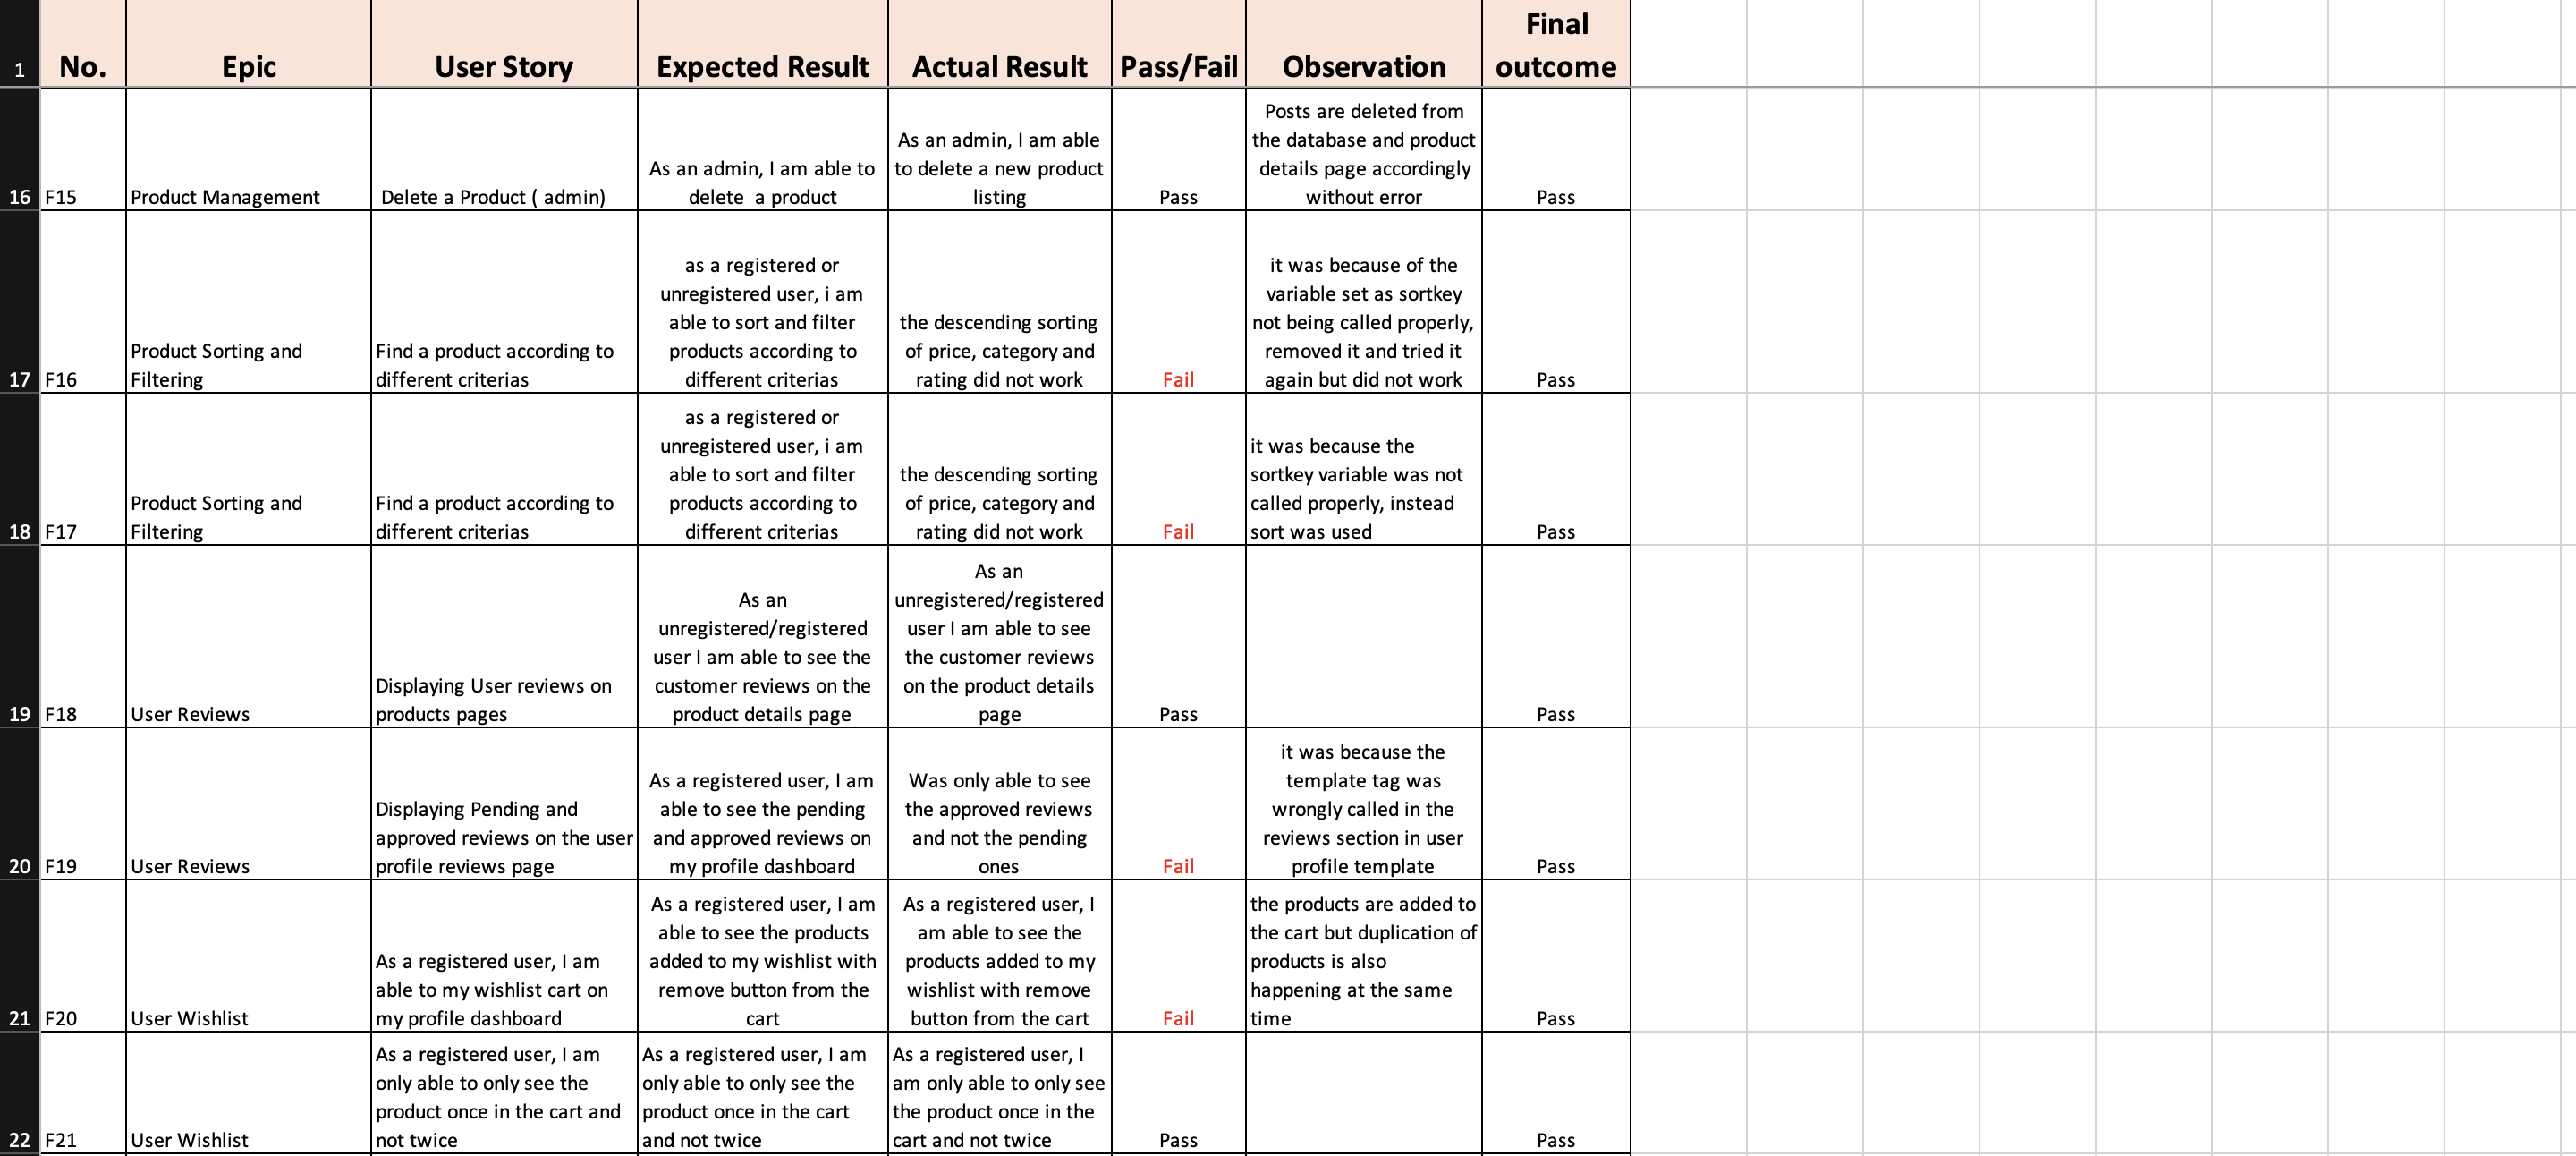 1
No.
Epic
User Story
Expected Result
Actual Result
Pass/Fail
Observation
Final
outcome
16
F15
Product Management
Delete a Product ( admin)
As an admin, I am able to
delete  a product
As an admin, I am able
to delete a new product
listing
Pass
Posts are deleted from
the database and product
details page accordingly
without error
Pass
17
F16
Product Sorting and
Filtering
Find a product according to
different criterias
as a registered or
unregistered user, i am
able to sort and filter
products according to
different criterias
the descending sorting
of price, category and
rating did not work
Fail
it was because of the
variable set as sortkey
not being called properly,
removed it and tried it
again but did not work
Pass
18
F17
Product Sorting and
Filtering
Find a product according to
different criterias
as a registered or
unregistered user, i am
able to sort and filter
products according to
different criterias
the descending sorting
of price, category and
rating did not work
Fail
it was because the
sortkey variable was not
called properly, instead
sort was used
Pass
19
F18
User Reviews
Displaying User reviews on
products pages
As an
unregistered/registered
user I am able to see the
customer reviews on the
product details page
As an
unregistered/registered
user I am able to see
the customer reviews
on the product details
page
Pass
Pass
20
F19
User Reviews
Displaying Pending and
approved reviews on the user
profile reviews page
As a registered user, I am
able to see the pending
and approved reviews on
my profile dashboard
Was only able to see
the approved reviews
and not the pending
ones
Fail
it was because the
template tag was
wrongly called in the
reviews section in user
profile template
Pass
21
F20
User Wishlist
As a registered user, I am
able to my wishlist cart on
my profile dashboard
As a registered user, I am
able to see the products
added to my wishlist with
remove button from the
cart
As a registered user, I
am able to see the
products added to my
wishlist with remove
button from the cart
Fail
the products are added to
the cart but duplication of
products is also
happening at the same
time
Pass
22
F21
User Wishlist
As a registered user, I am
only able to only see the
product once in the cart and
not twice
As a registered user, I am
only able to only see the
product once in the cart
and not twice
As a registered user, I
am only able to only see
the product once in the
cart and not twice
Pass
Pass